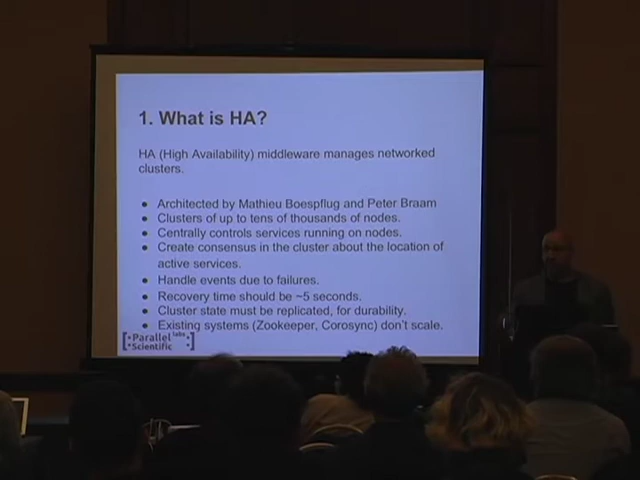 1. What is HA?
HA (High Availability) middleware manages networked
clusters.
● Architected by Mathieu Boespflug and Peter Braam
● Clusters of up to tens of thousands of nodes.
● Centrally controls services running on nodes.
● Create consensus in the cluster about the location of
active services.
● Handle events due to failures.
● Recovery time should be ~5 seconds.
● Cluster state must be replicated, for durability.
● Existing systems (Zookeeper, Corosync) don't scale.
[:Parallel labs
Scientific :]